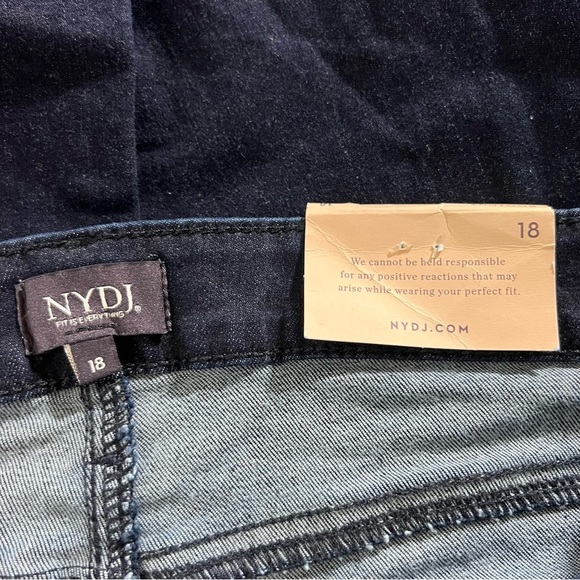 NYDJ®
FIT IS EVERYTHING
18
18
We cannot be held responsible
for any positive reactions that may
arise while wearing your perfect fit.
NYDJ.COM